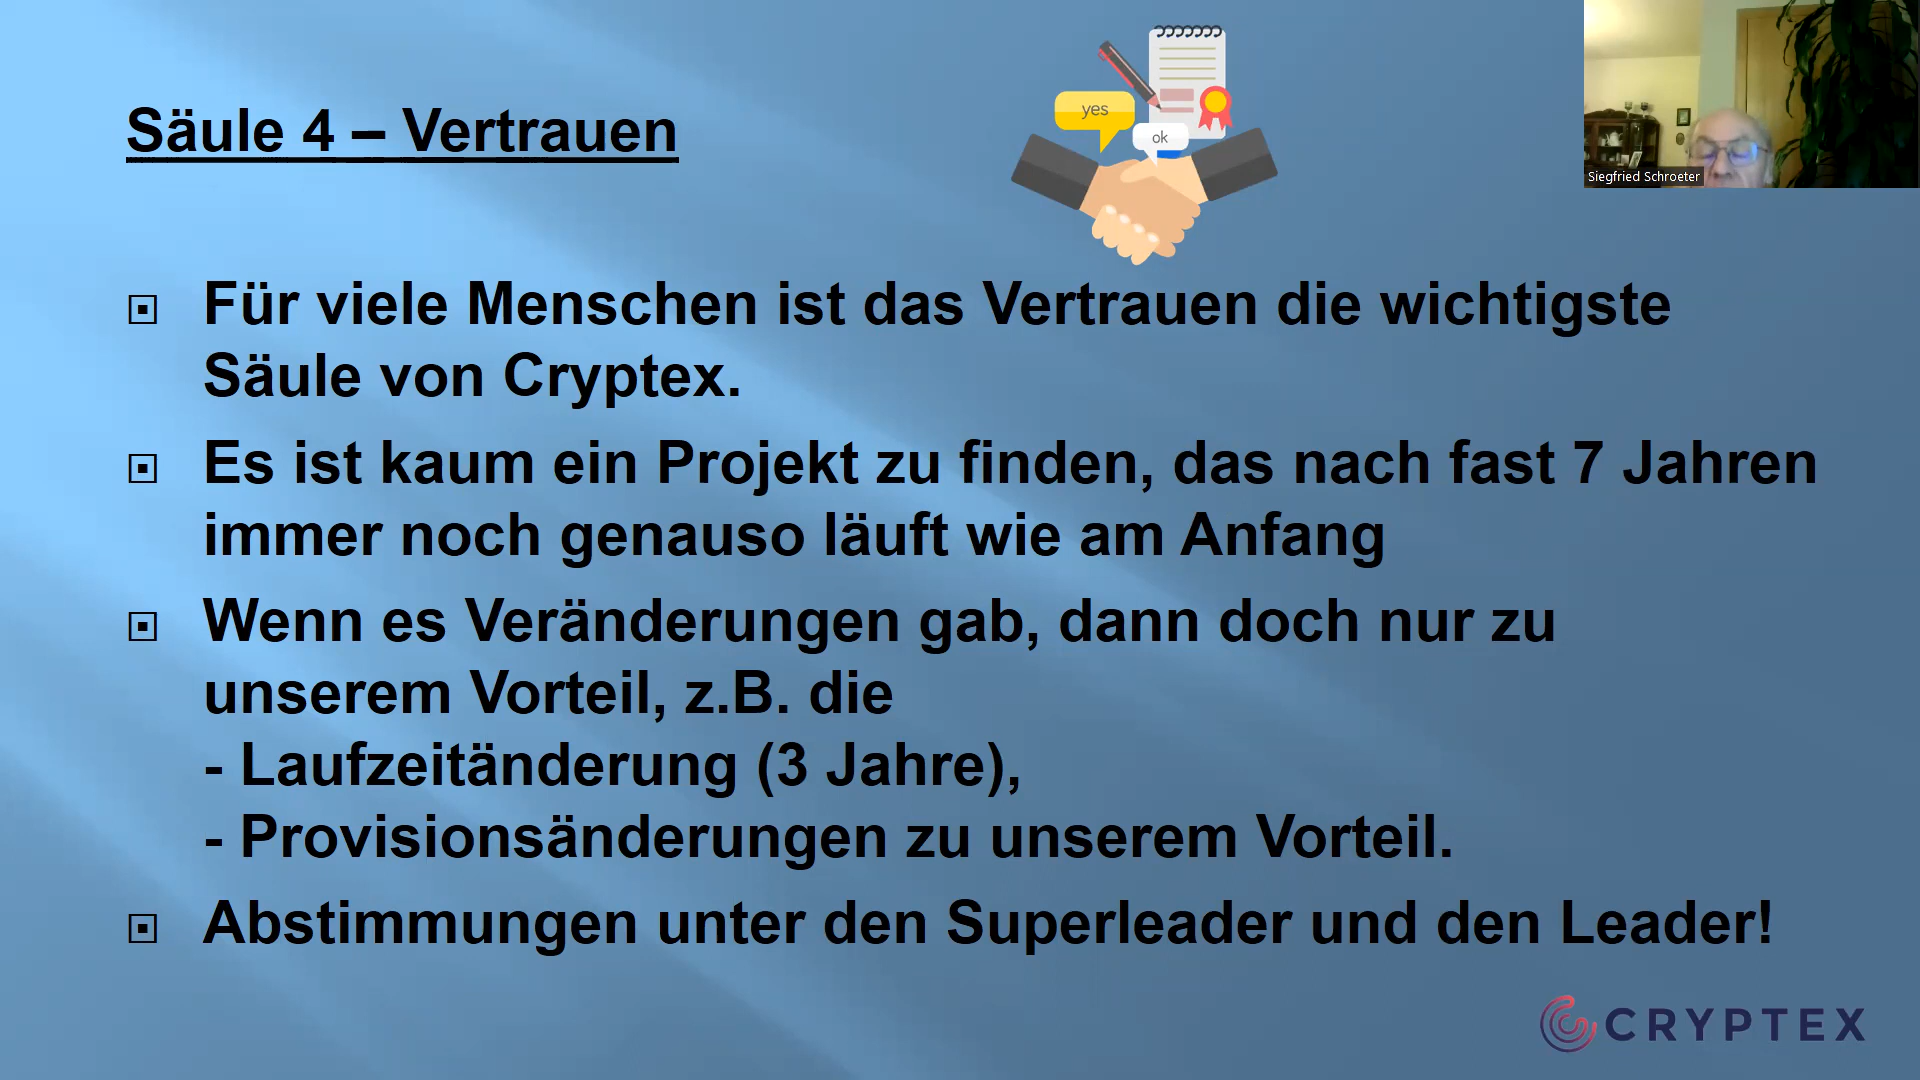 Säule 4 – Vertrauen
yes
ok
Siegfried Schroeter
Für viele Menschen ist das Vertrauen die wichtigste
Säule von Cryptex.
Es ist kaum ein Projekt zu finden, das nach fast 7 Jahren
immer noch genauso läuft wie am Anfang
Wenn es Veränderungen gab, dann doch nur zu
unserem Vorteil, z.B. die
- Laufzeitänderung (3 Jahre),
- Provisionsänderungen zu unserem Vorteil.
Abstimmungen unter den Superleader und den Leader!
CRYPTEX